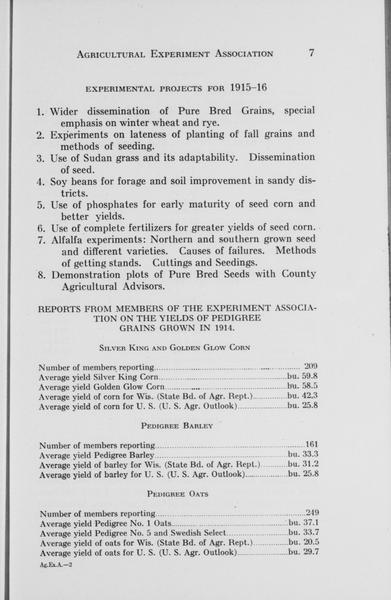 AGRICULTURAL EXPERIMENT ASSOCIATION 7
EXPERIMENTAL PROJECTS FOR 1915–16
1. Wider dissemination of Pure Bred Grains, special
emphasis on winter wheat and rye.
2. Experiments on lateness of planting of fall grains and
methods of seeding.
3. Use of Sudan grass and its adaptability. Dissemination
of seed.
4. Soy beans for forage and soil improvement in sandy dis-
tricts.
5. Use of phosphates for early maturity of seed corn and
better yields.
6. Use of complete fertilizers for greater yields of seed corn.
7. Alfalfa experiments: Northern and southern grown seed
and different varieties. Causes of failures. Methods
of getting stands. Cuttings and Seedings.
8. Demonstration plots of Pure Bred Seeds with County
Agricultural Advisors.
REPORTS FROM MEMBERS OF THE EXPERIMENT ASSOCIA-
TION ON THE YIELDS OF PEDIGREE
GRAINS GROWN IN 1914.
SILVER KING AND GOLDEN GLOW CORN
Number of members reporting.......................................... 209
Average yield Silver King Corn.................................bu. 59.8
Average yield Golden Glow Corn...............................bu. 58.5
Average yield of corn for Wis. (State Bd. of Agr. Rept.).........bu. 42.3
Average yield of corn for U. S. (U. S. Agr. Outlook).............bu. 25.8
PEDIGREE BARLEY
Number of members reporting..........................................161
Average yield Pedigree Barley...................................bu. 33.3
Average yield of barley for Wis. (State Bd. of Agr. Rept.).......bu. 31.2
Average yield of barley for U. S. (U. S. Agr. Outlook)...........bu. 25.8
PEDIGREE OATS
Number of members reporting..........................................249
Average yield Pedigree No. 1 Oats...............................bu. 37.1
Average yield Pedigree No. 5 and Swedish Select.................bu. 33.7
Average yield of oats for Wis. (State Bd. of Agr. Rept.).........bu. 20.5
Average yield of oats for U. S. (U. S. Agr. Outlook).............bu. 29.7
Ag.Ex.A.—2